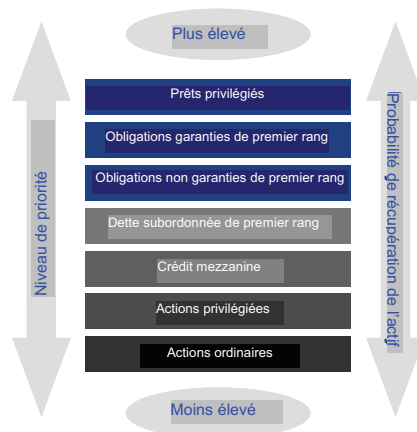 Plus élevé
Prêts privilégiés
Obligations garanties de premier rang
Obligations non garanties de premier rang
Dette subordonnée de premier rang
Crédit mezzanine
Actions privilégiées
Actions ordinaires
Moins élevé
Niveau de priorité
Probabilité de récupération de l'actif